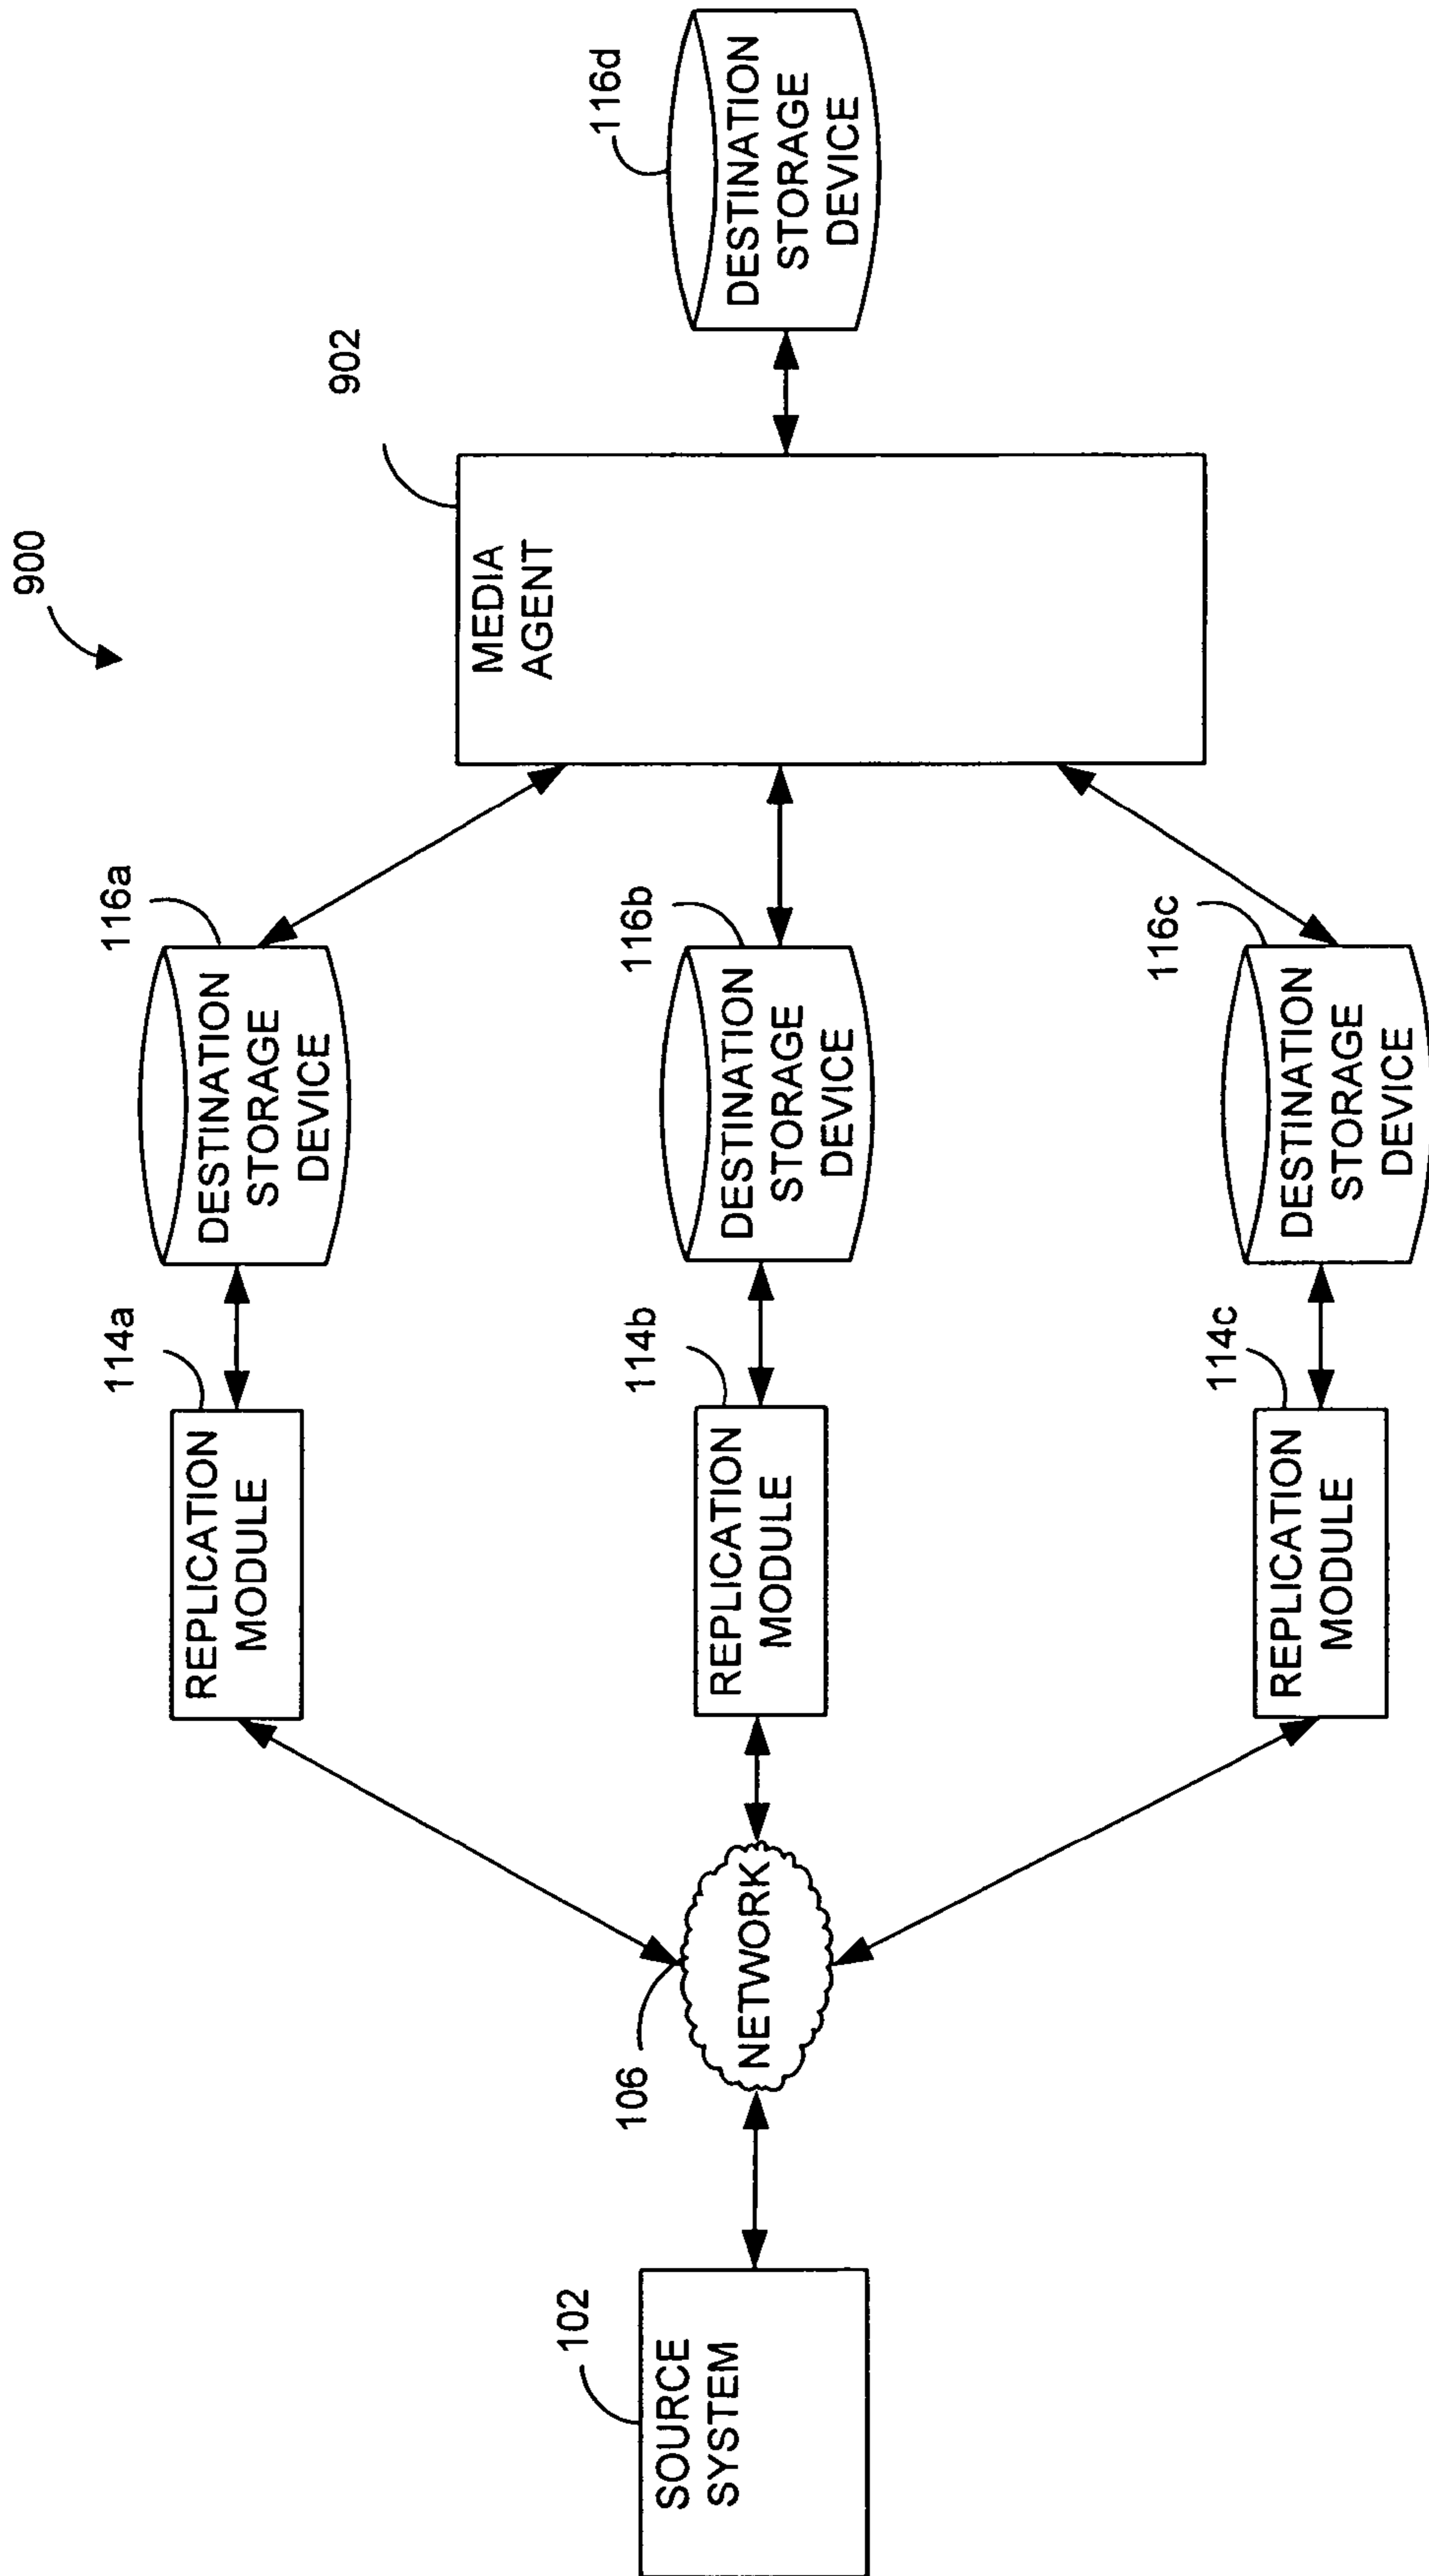 900
102
SOURCE
SYSTEM
106
NETWORK
114a
REPLICATION
MODULE
116a
DESTINATION
STORAGE
DEVICE
114b
REPLICATION
MODULE
116b
DESTINATION
STORAGE
DEVICE
114c
REPLICATION
MODULE
116c
DESTINATION
STORAGE
DEVICE
902
MEDIA
AGENT
116d
DESTINATION
STORAGE
DEVICE